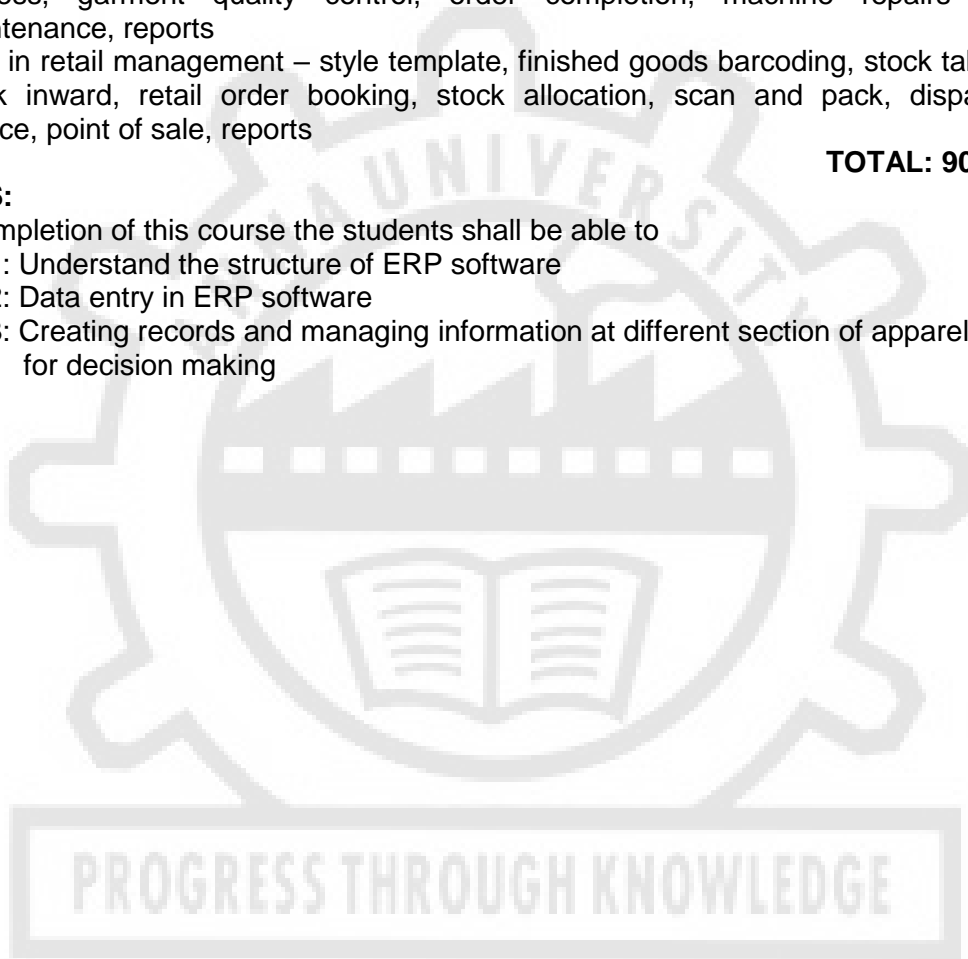 garment quality control, order completion, machine repairs
ntenance, reports
in retail management – style template, finished goods barcoding, stock tal
k inward, retail order booking, stock allocation, scan and pack, dispa
ce, point of sale, reports
TOTAL: 90
S:
mpletion of this course the students shall be able to
: Understand the structure of ERP software
: Data entry in ERP software
: Creating records and managing information at different section of apparel
for decision making
NA UNIVERSITY
PROGRESS THROUGH KNOWLEDGE